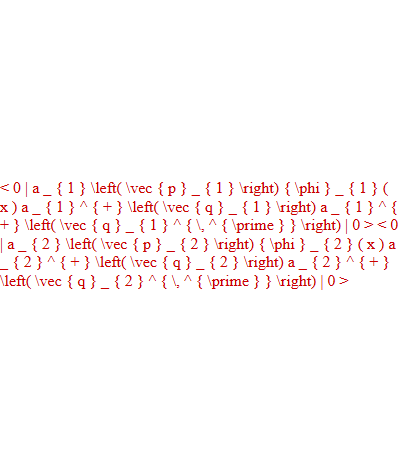 < 0 | a _ { 1 } \left( \vec { p } _ { 1 } \right) { \phi } _ { 1 } (
x ) a _ { 1 } ^ { + } \left( \vec { q } _ { 1 } \right) a _ { 1 } ^ {
+ } \left( \vec { q } _ { 1 } ^ { \, ^ { \prime } } \right) | 0 > < 0
| a _ { 2 } \left( \vec { p } _ { 2 } \right) { \phi } _ { 2 } ( x ) a
_ { 2 } ^ { + } \left( \vec { q } _ { 2 } \right) a _ { 2 } ^ { + }
\left( \vec { q } _ { 2 } ^ { \, ^ { \prime } } \right) | 0 >